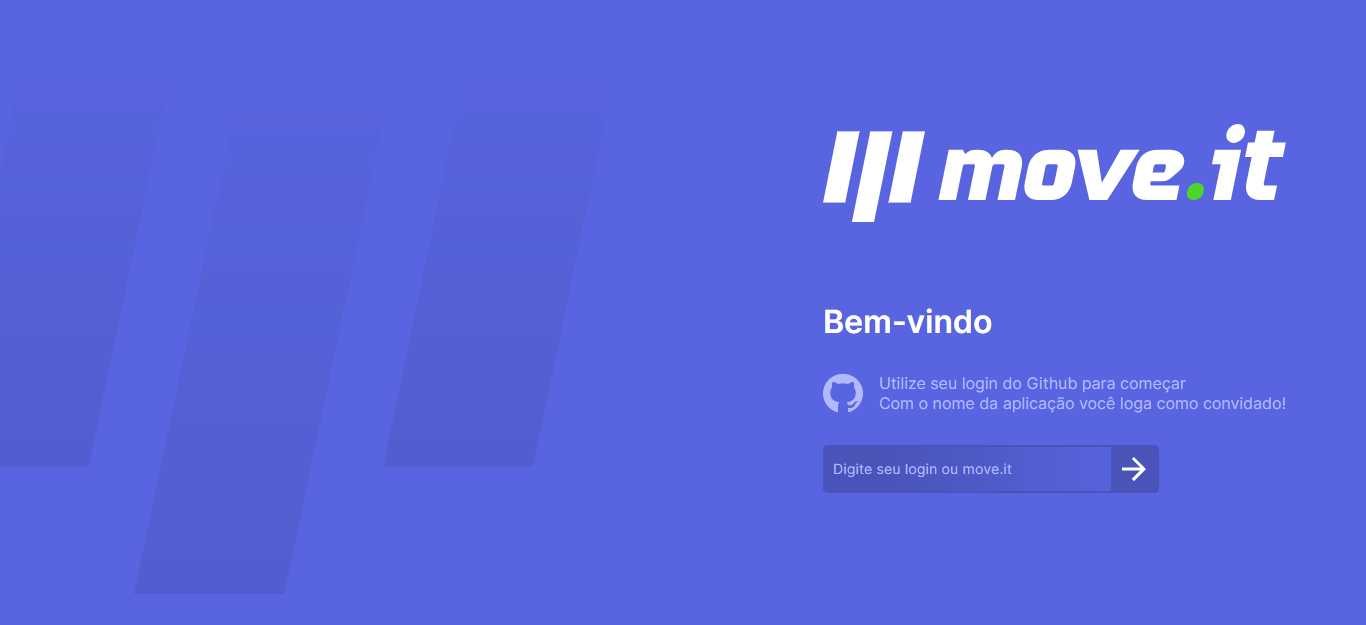 move.it
Bem-vindo
Utilize seu login do Github para começar
Com o nome da aplicação você loga como convidado!
Digite seu login ou move.it